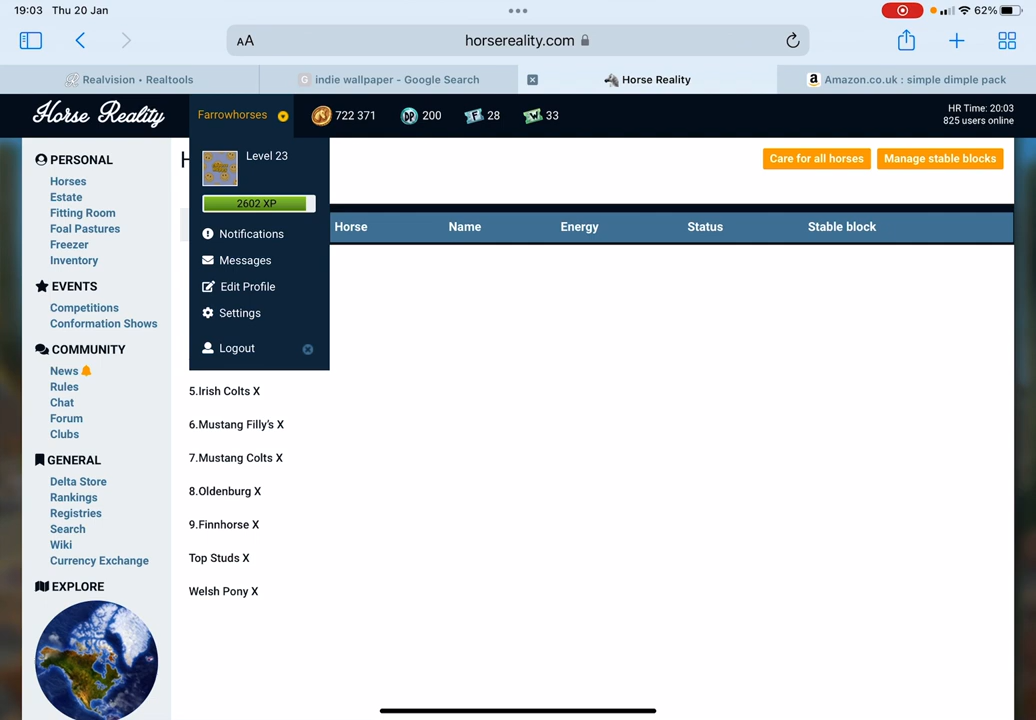 19:03 Thu 20 Jan
62%
AA
horsereality.com
Realvision • Realtools
indie wallpaper - Google Search
Horse Reality
Amazon.co.uk : simple dimple pack
Horse Reality
Farrowhorses
722 371
DP 200
28
33
HR Time: 20:03
825 users online
PERSONAL
Horses
Estate
Fitting Room
Foal Pastures
Freezer
Inventory
EVENTS
Competitions
Conformation Shows
COMMUNITY
News
Rules
Chat
Forum
Clubs
GENERAL
Delta Store
Rankings
Registries
Search
Wiki
Currency Exchange
EXPLORE
Level 23
2602 XP
Notifications
Messages
Edit Profile
Settings
Logout
H
Care for all horses
Manage stable blocks
Horse
Name
Energy
Status
Stable block
5.Irish Colts X
6.Mustang Filly's X
7.Mustang Colts X
8.Oldenburg X
9.Finnhorse X
Top Studs X
Welsh Pony X